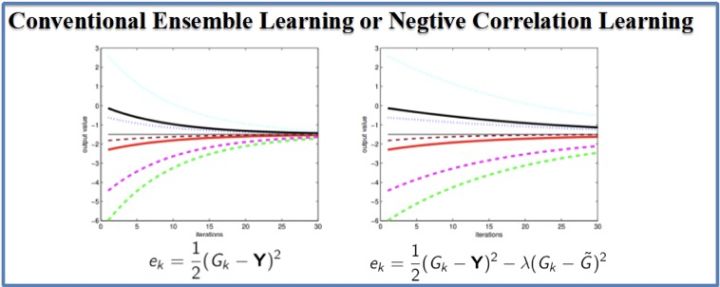 Conventional Ensemble Learning or Negtive Correlation Learning
3
2
1
0
−1
−2
−3
−4
−5
−6
output value
0 5 10 15 20 25 30
iterations
e_k = \frac{1}{2}(G_k − Y)^2
3
2
1
0
−1
−2
−3
−4
−5
−6
output value
0 5 10 15 20 25 30
iterations
e_k = \frac{1}{2}(G_k − Y)^2 − λ(G_k − \tilde{G})^2